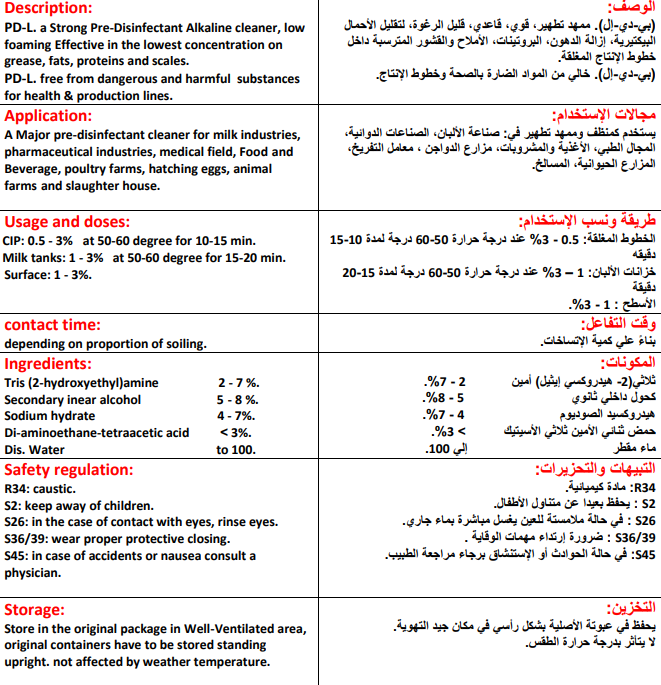 Description:
PD-L. a Strong Pre-Disinfectant Alkaline cleaner, low
foaming Effective in the lowest concentration on
grease, fats, proteins and scales.
PD-L. free from dangerous and harmful substances
for health & production lines.
الوصف:
(بي-دي-إل). ممهد تطهير، قوي، قاعدي، قليل الرغوة، لتقليل الأحمال
البيكتيرية، إزالة الدهون، البروتينات، الأملاح والقشور المترسبة داخل
خطوط الإنتاج المغلقة.
(بي-دي-إل). خالي من المواد الضارة بالصحة وخطوط الإنتاج.
Application:
A Major pre-disinfectant cleaner for milk industries,
pharmaceutical industries, medical field, Food and
Beverage, poultry farms, hatching eggs, animal
farms and slaughter house.
مجالات الإستخدام:
يستخدم كمنظف وممهد تطهير في: صناعة الألبان، الصناعات الدوائية،
المجال الطبي، الأغذية والمشروبات، مزارع الدواجن ، معامل التفريخ،
المزارع الحيوانية، المسالخ.
Usage and doses:
CIP: 0.5 - 3% at 50-60 degree for 10-15 min.
Milk tanks: 1 - 3% at 50-60 degree for 15-20 min.
Surface: 1 - 3%.
طريقة ونسب الإستخدام:
الخطوط المغلقة: 0.5 - 3% عند درجة حرارة 50-60 درجة لمدة 10-15
دقيقه
خزانات الألبان: 1 – 3% عند درجة حرارة 50-60 درجة لمدة 15-20
دقيقة
الأسطح : 1 - 3%.
contact time:
depending on proportion of soiling.
وقت التفاعل:
بناءً علي كمية الإتساخات.
Ingredients:
Tris (2-hydroxyethyl)amine 2 - 7 %.
Secondary inear alcohol 5 - 8 %.
Sodium hydrate 4 - 7%.
Di-aminoethane-tetraacetic acid < 3%.
Dis. Water to 100.
المكونات:
ثلاثي(2- هيدروكسي إيثيل) أمين 2 - 7%.
كحول داخلي ثانوي 5 - 8%.
هيدروكسيد الصوديوم 4 - 7%.
حمض ثنائي الأمين ثلاثي الأسيتيك > 3%.
ماء مقطر إلي 100.
Safety regulation:
R34: caustic.
S2: keep away of children.
S26: in the case of contact with eyes, rinse eyes.
S36/39: wear proper protective closing.
S45: in case of accidents or nausea consult a
physician.
التبيهات والتحزيرات:
R34: مادة كيميائية.
S2 : يحفظ بعيدا عن متناول الأطفال.
S26 : في حالة ملامستة للعين يغسل مباشرة بماء جاري.
S36/39 : ضرورة إرتداء مهمات الوقاية .
S45: في حالة الحوادث أو الإستنشاق برجاء مراجعة الطبيب.
Storage:
Store in the original package in Well-Ventilated area,
original containers have to be stored standing
upright. not affected by weather temperature.
التخزين:
يحفظ في عبوتة الأصلية بشكل رأسي في مكان جيد التهوية.
لا يتأثر بدرجة حرارة الطقس.